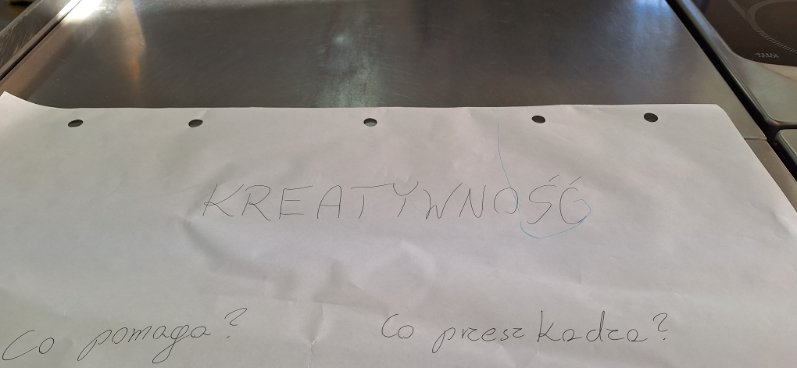 KREATYWNOŚĆ
Co pomaga? Co przeszkadza?